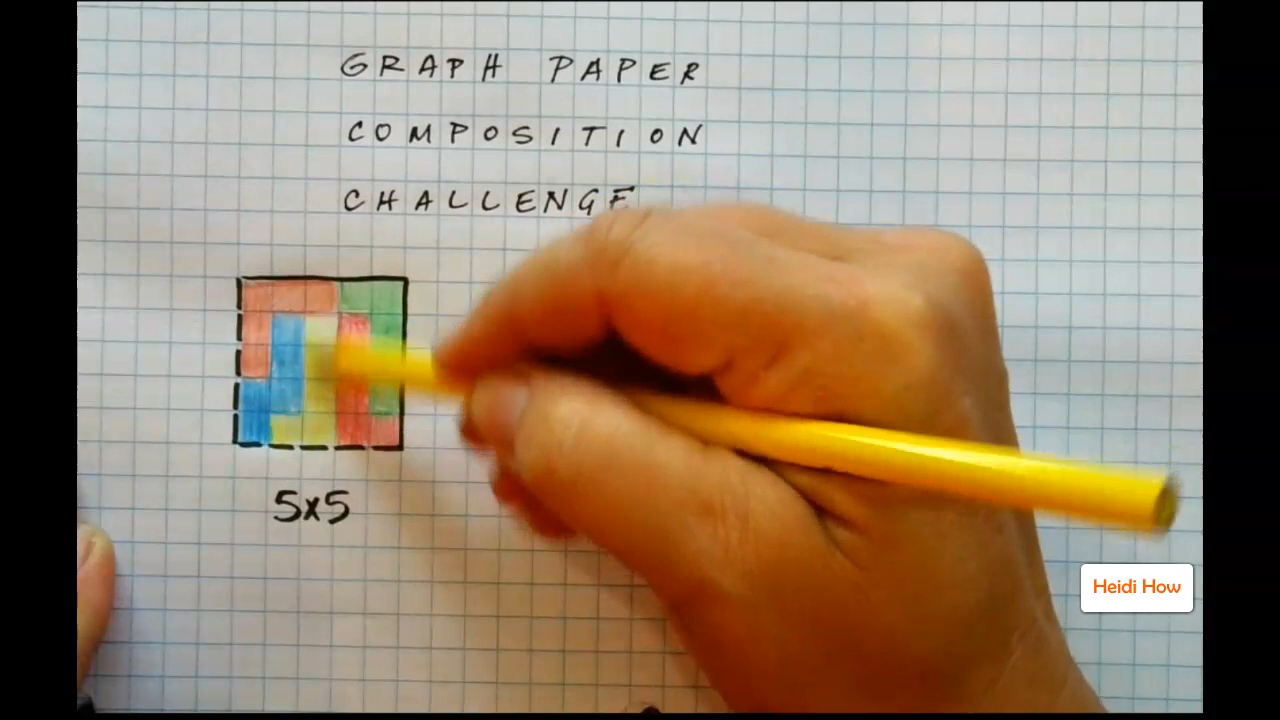 GRAPH PAPER
COMPOSITION
CHALLENGE
5x5
Heidi How